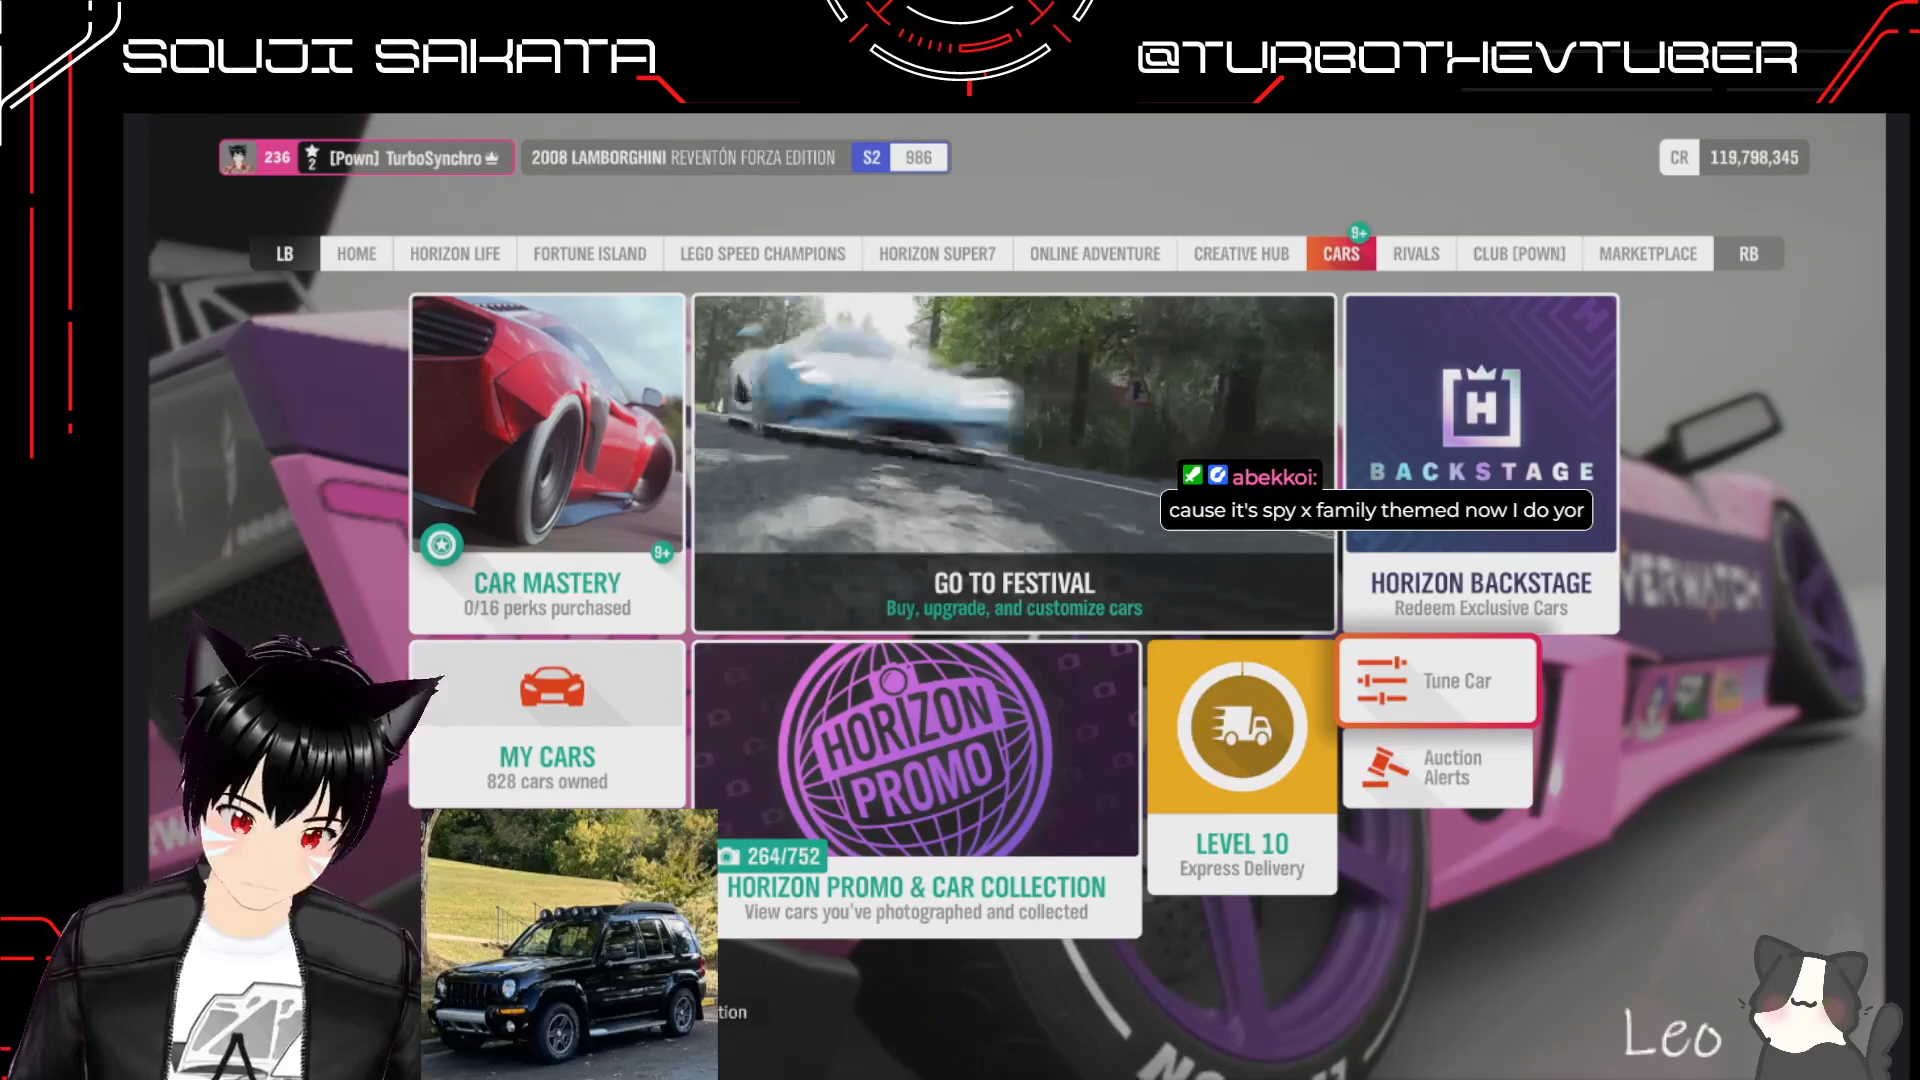 SOUJI SAKATA
@TURBOTHEVTUBER
236 2 [Pown] TurboSynchro
2008 LAMBORGHINI REVENTÓN FORZA EDITION S2 986
CR 119,798,345
LB HOME HORIZON LIFE FORTUNE ISLAND LEGO SPEED CHAMPIONS HORIZON SUPER7 ONLINE ADVENTURE CREATIVE HUB CARS 9+ RIVALS CLUB [POWN] MARKETPLACE RB
9+
CAR MASTERY
0/16 perks purchased
GO TO FESTIVAL
Buy, upgrade, and customize cars
H
BACKSTAGE
HORIZON BACKSTAGE
Redeem Exclusive Cars
abekkoi:
cause it's spy x family themed now I do yor
MY CARS
828 cars owned
HORIZON
PROMO
264/752
HORIZON PROMO & CAR COLLECTION
View cars you've photographed and collected
LEVEL 10
Express Delivery
Tune Car
Auction
Alerts
VERWATCH
tion
Leo